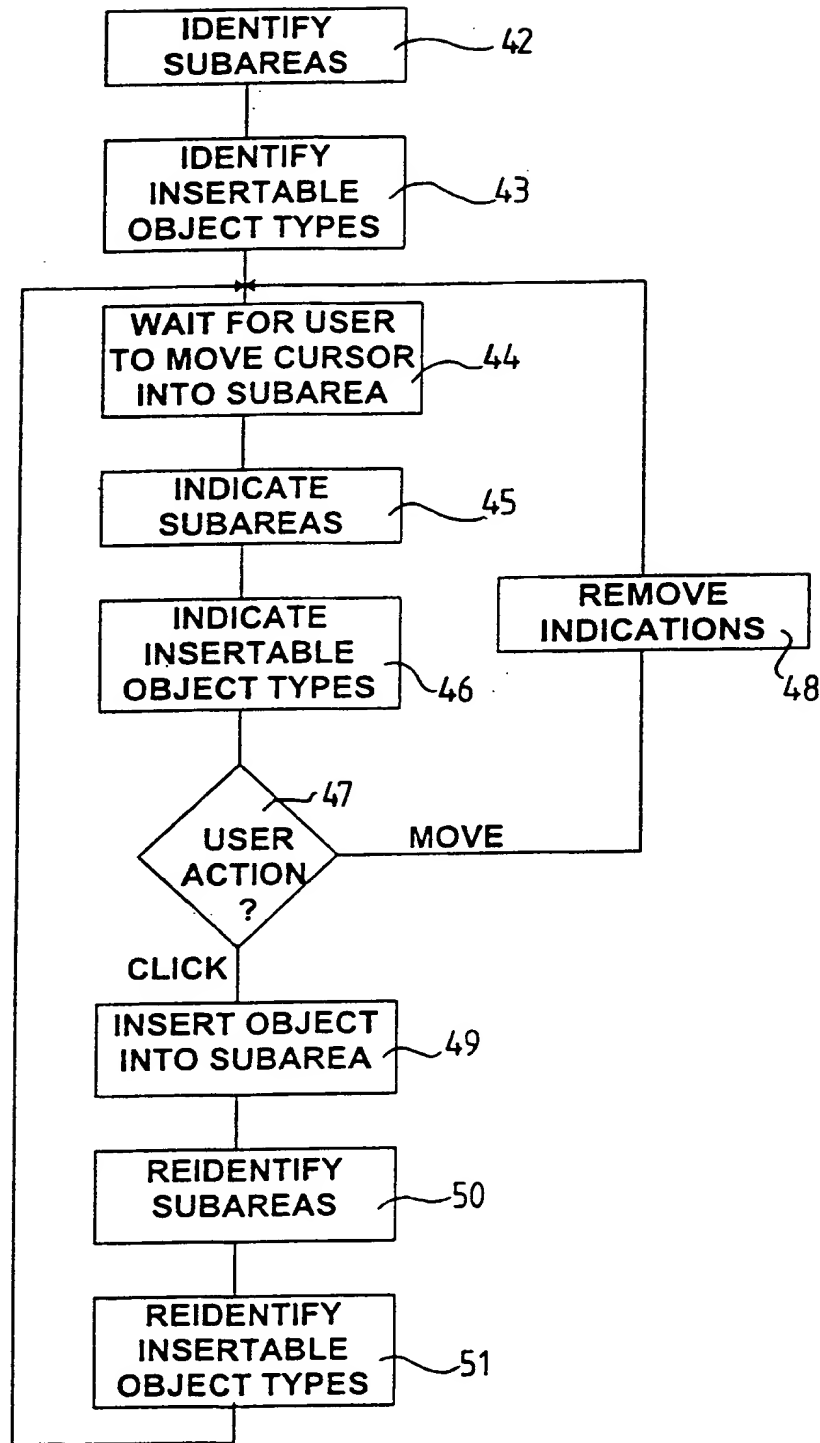 IDENTIFY
SUBAREAS
42
IDENTIFY
INSERTABLE
OBJECT TYPES
43
WAIT FOR USER
TO MOVE CURSOR
INTO SUBAREA
44
INDICATE
SUBAREAS
45
INDICATE
INSERTABLE
OBJECT TYPES
46
REMOVE
INDICATIONS
48
47
USER
ACTION
?
MOVE
CLICK
INSERT OBJECT
INTO SUBAREA
49
REIDENTIFY
SUBAREAS
50
REIDENTIFY
INSERTABLE
OBJECT TYPES
51